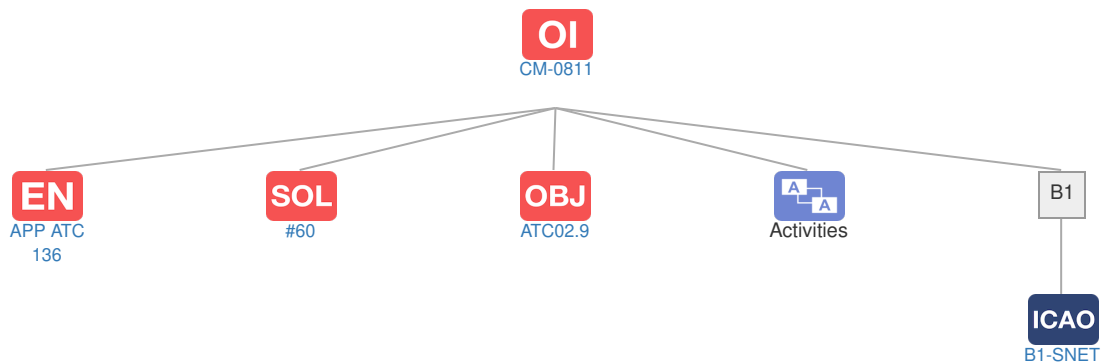 OI
CM-0811
EN
APP ATC
136
SOL
#60
OBJ
ATC02.9
A
A
Activities
B1
ICAO
B1-SNET